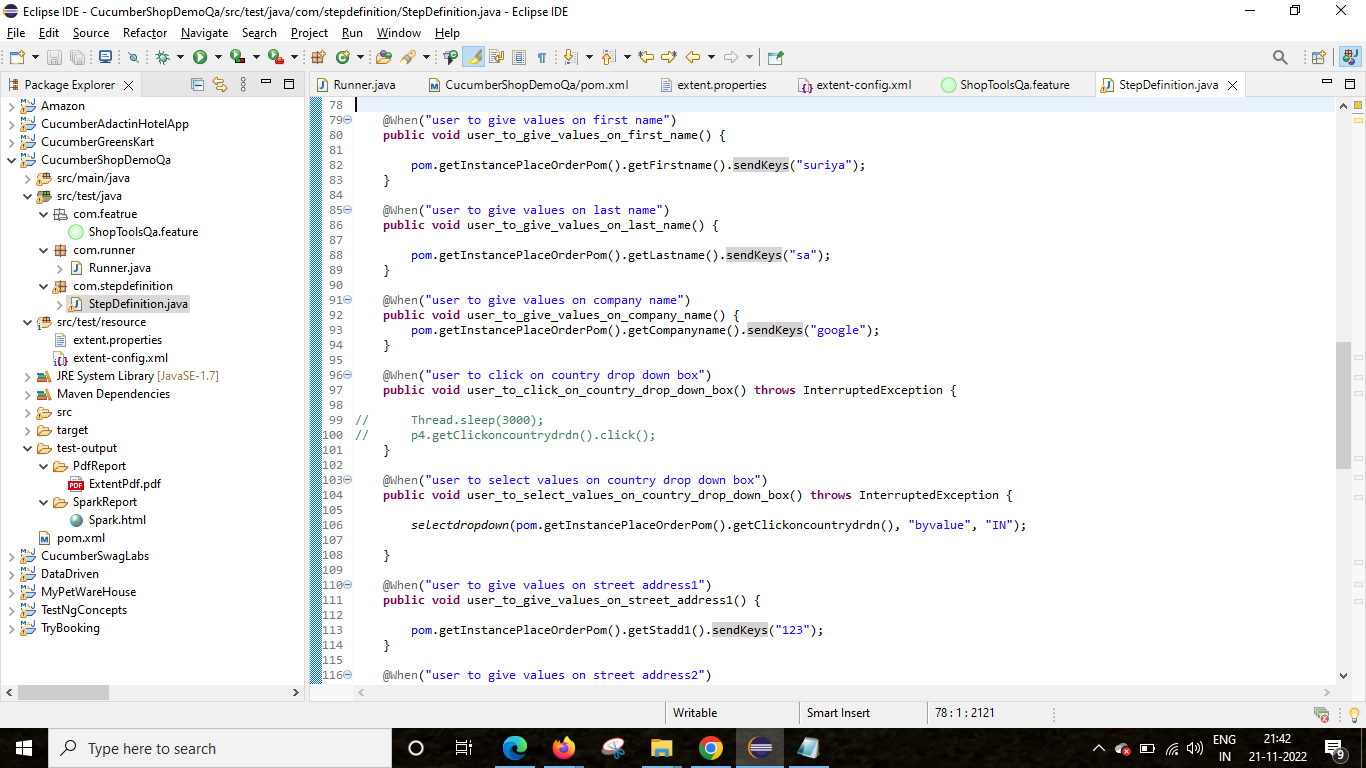 Eclipse IDE - CucumberShopDemoQa/src/test/java/com/stepdefinition/StepDefinition.java - Eclipse IDE
File Edit Source Refactor Navigate Search Project Run Window Help
Package Explorer
Runner.java CucumberShopDemoQa/pom.xml extent.properties extent-config.xml ShopToolsQa.feature StepDefinition.java
Amazon
CucumberAdactinHotelApp
CucumberGreensKart
CucumberShopDemoQa
src/main/java
src/test/java
com.featrue
ShopToolsQa.feature
com.runner
Runner.java
com.stepdefinition
StepDefinition.java
src/test/resource
extent.properties
extent-config.xml
JRE System Library [JavaSE-1.7]
Maven Dependencies
src
target
test-output
PdfReport
ExtentPdf.pdf
SparkReport
Spark.html
pom.xml
CucumberSwagLabs
DataDriven
MyPetWareHouse
TestNgConcepts
TryBooking
78
79 @When("user to give values on first name")
80 public void user_to_give_values_on_first_name() {
81
82 pom.getInstancePlaceOrderPom().getFirstname().sendKeys("suriya");
83 }
84
85 @When("user to give values on last name")
86 public void user_to_give_values_on_last_name() {
87
88 pom.getInstancePlaceOrderPom().getLastname().sendKeys("sa");
89 }
90
91 @When("user to give values on company name")
92 public void user_to_give_values_on_company_name() {
93 pom.getInstancePlaceOrderPom().getCompanyname().sendKeys("google");
94 }
95
96 @When("user to click on country drop down box")
97 public void user_to_click_on_country_drop_down_box() throws InterruptedException {
98
99 // Thread.sleep(3000);
100 // p4.getClickoncountrydrdn().click();
101 }
102
103 @When("user to select values on country drop down box")
104 public void user_to_select_values_on_country_drop_down_box() throws InterruptedException {
105
106 selectdropdown(pom.getInstancePlaceOrderPom().getClickoncountrydrdn(), "byvalue", "IN");
107
108 }
109
110 @When("user to give values on street address1")
111 public void user_to_give_values_on_street_address1() {
112
113 pom.getInstancePlaceOrderPom().getStadd1().sendKeys("123");
114 }
115
116 @When("user to give values on street address2")
Writable Smart Insert 78 : 1 : 2121
Type here to search
ENG
IN
21:42
21-11-2022
9